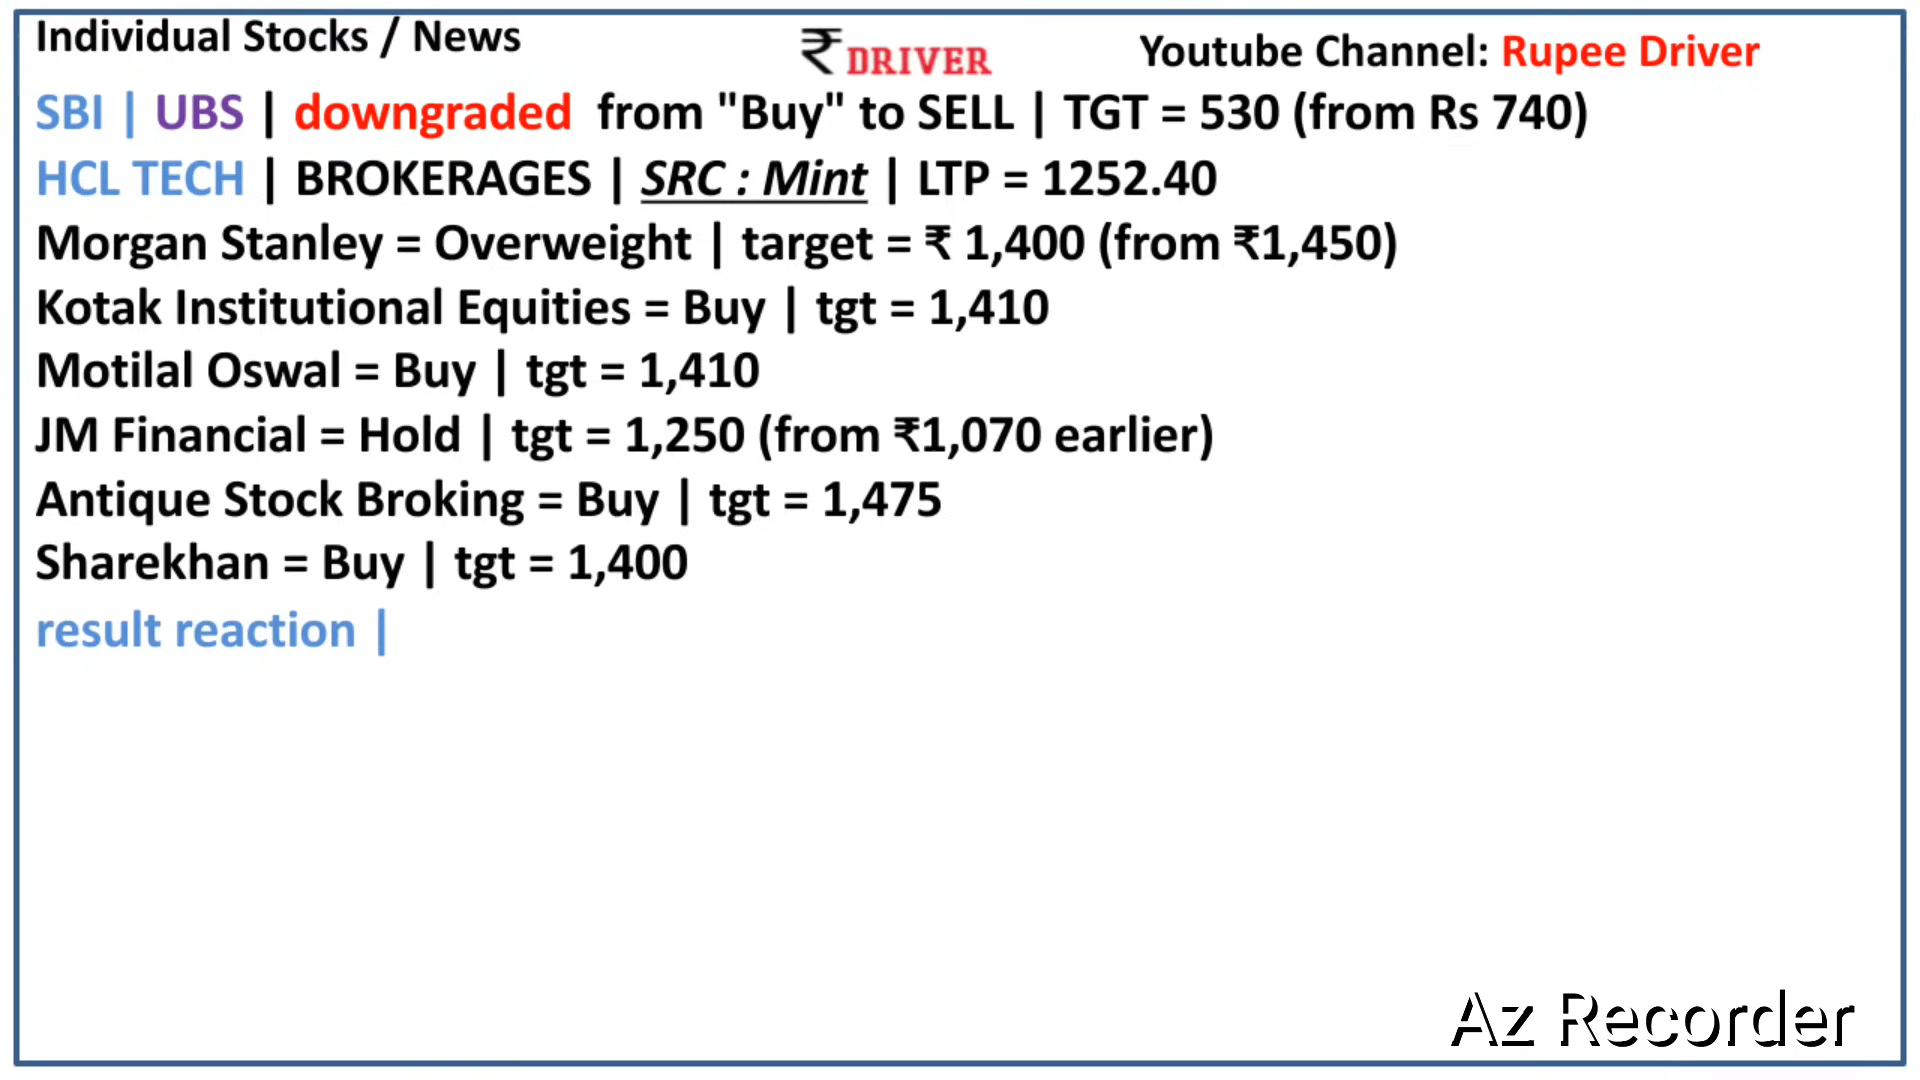 Individual Stocks / News
₹ DRIVER
Youtube Channel: Rupee Driver
SBI | UBS | downgraded from "Buy" to SELL | TGT = 530 (from Rs 740)
HCL TECH | BROKERAGES | SRC : Mint | LTP = 1252.40
Morgan Stanley = Overweight | target = ₹ 1,400 (from ₹1,450)
Kotak Institutional Equities = Buy | tgt = 1,410
Motilal Oswal = Buy | tgt = 1,410
JM Financial = Hold | tgt = 1,250 (from ₹1,070 earlier)
Antique Stock Broking = Buy | tgt = 1,475
Sharekhan = Buy | tgt = 1,400
result reaction |
Az Recorder